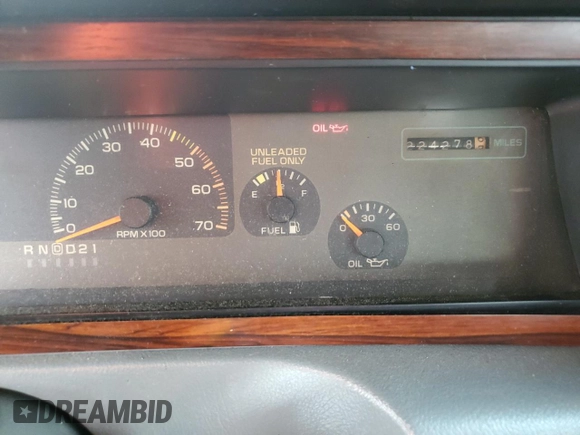 OIL
224278
MILES
UNLEADED
FUEL ONLY
0 10 20 30 40 50 60 70
RPM X 100
E F
FUEL
0 30 60
OIL
R N D D 2 1
DREAMBID